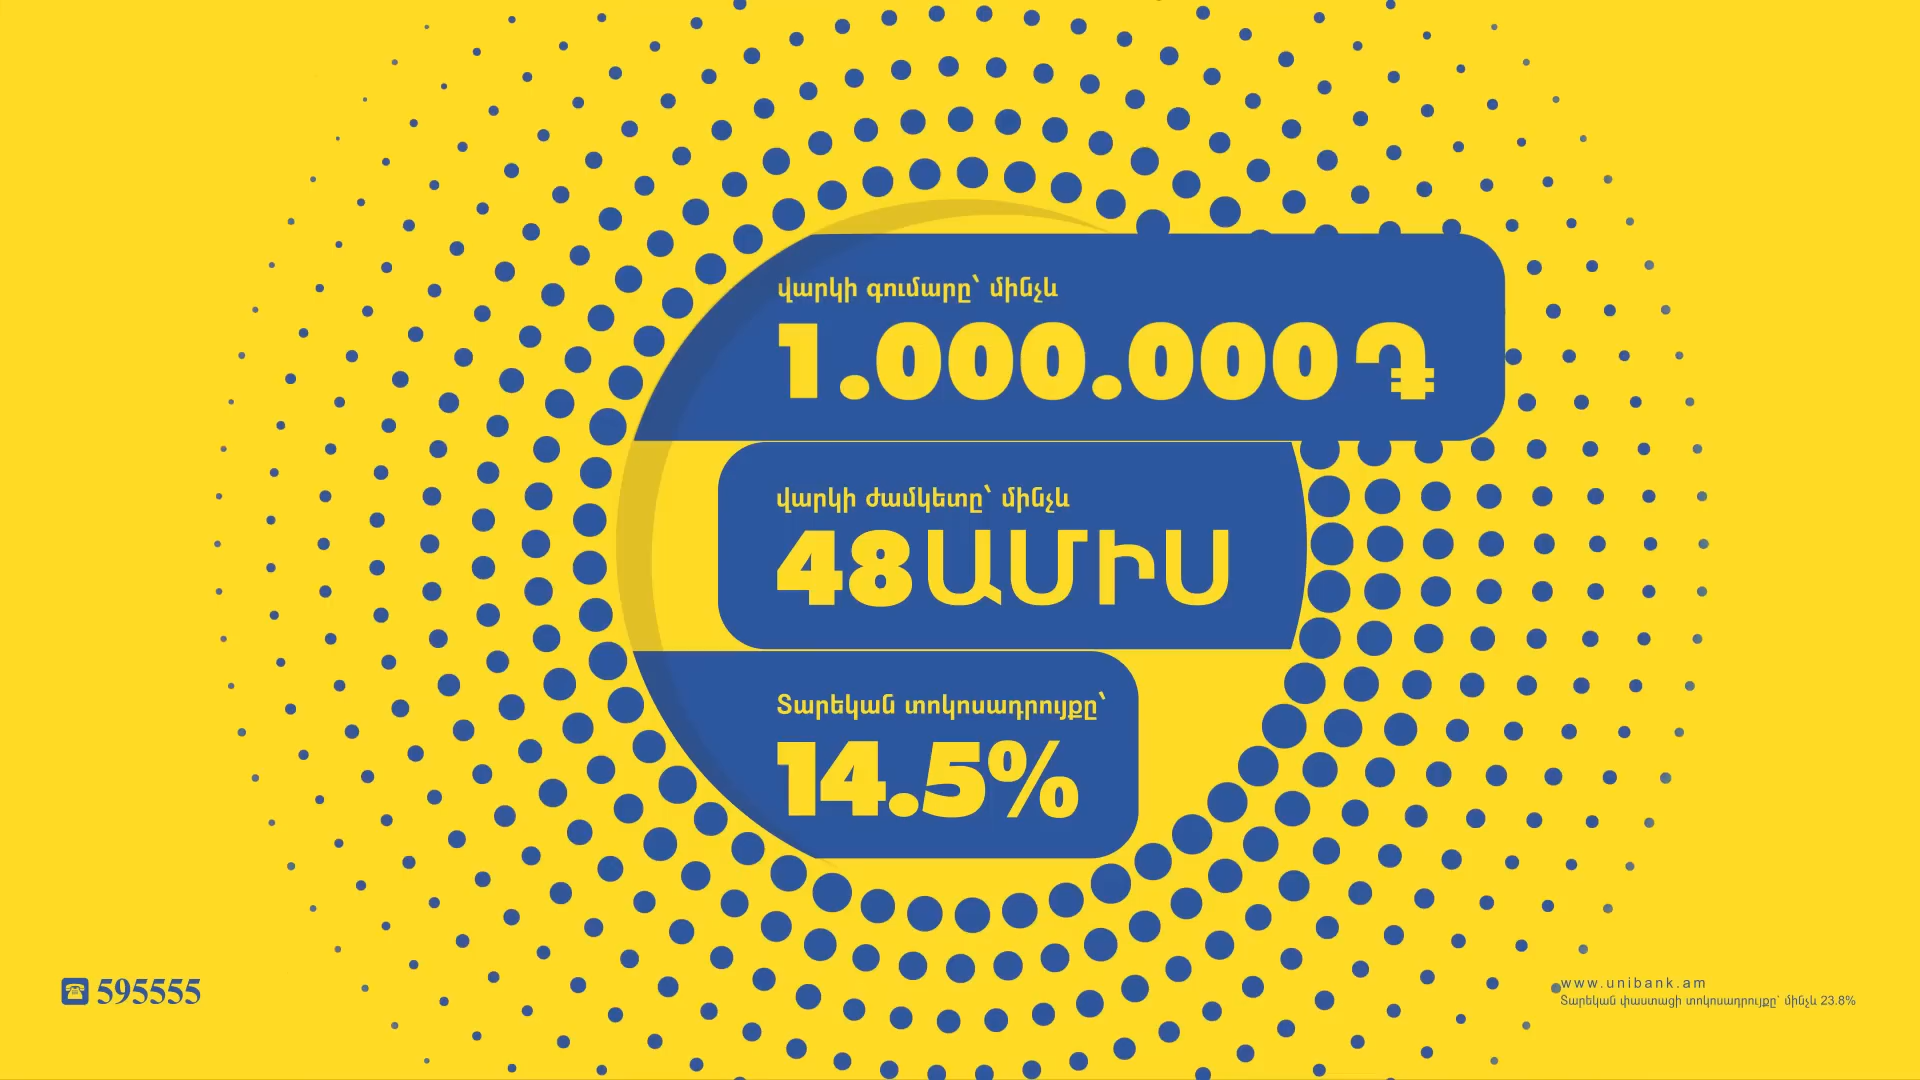 վարկի գումարը՝ մինչև
1.000.000֏
վարկի ժամկետը՝ մինչև
48ԱՄԻՍ
Տարեկան տոկոսադրույքը՝
14.5%
595555
www.unibank.am
Տարեկան փաստացի տոկոսադրույքը՝ մինչև 23.8%